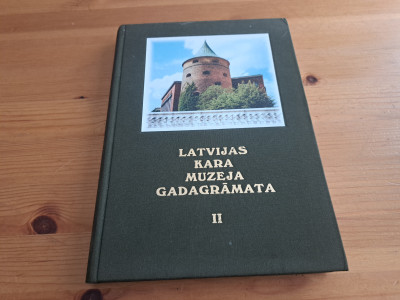 LATVIJAS
KARA
MUZEJA
GADAGRĀMATA
II